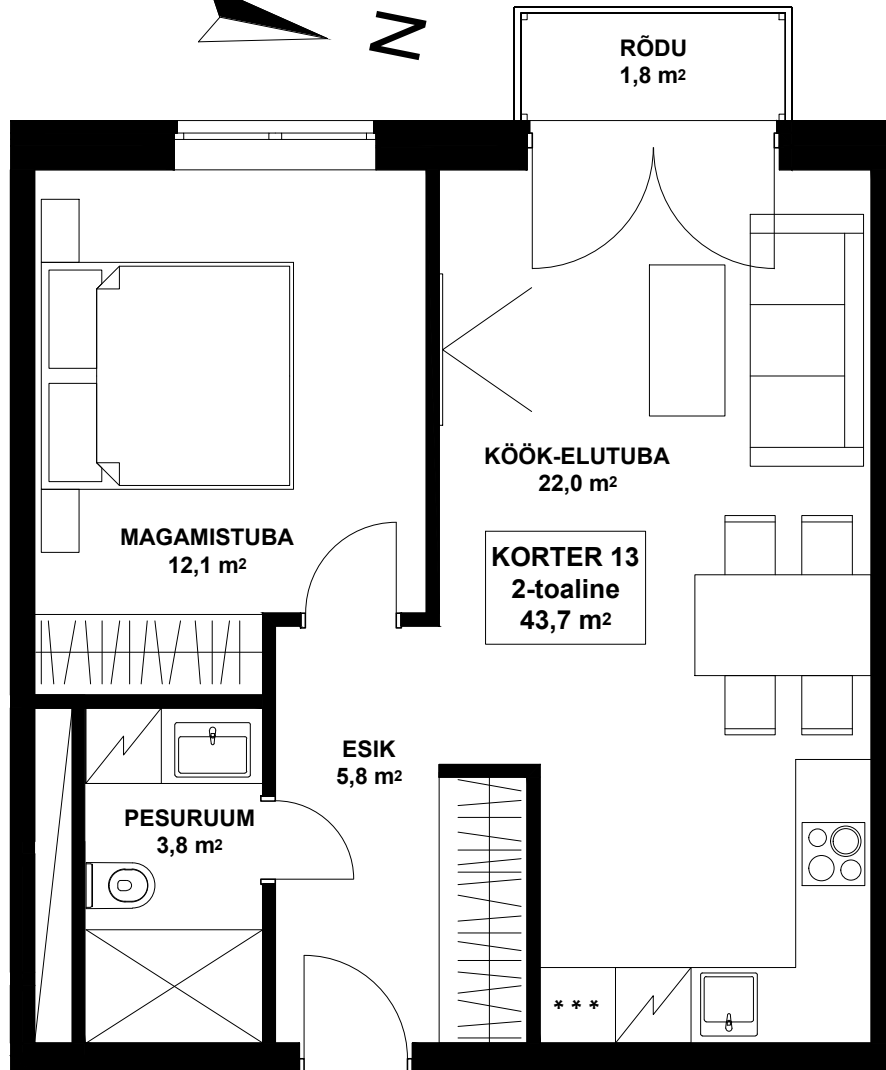 N
RÕDU
1,8 m²
KÖÖK-ELUTUBA
22,0 m²
MAGAMISTUBA
12,1 m²
KORTER 13
2-toaline
43,7 m²
ESIK
5,8 m²
PESURUUM
3,8 m²
* * *